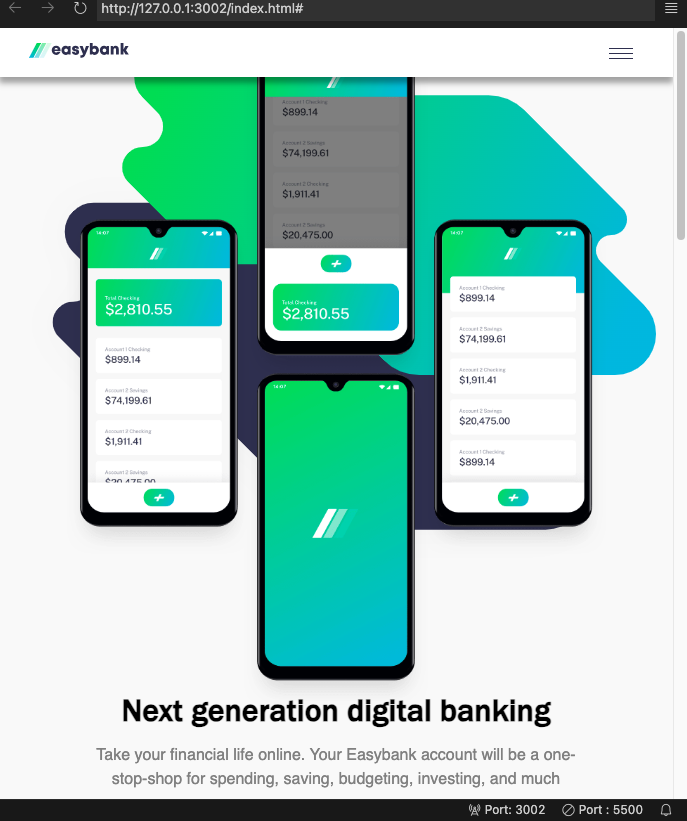 http://127.0.0.1:3002/index.html#
easybank
Account 1 Checking
$899.14
Account 2 Savings
$74,199.61
Account 2 Checking
$1,911.41
Account 2 Savings
$20,475.00
Total Checking
$2,810.55
14:07
Total Checking
$2,810.55
Account 1 Checking
$899.14
Account 2 Savings
$74,199.61
Account 2 Checking
$1,911.41
Account 2 Savings
$20,475.00
14:07
Account 1 Checking
$899.14
Account 2 Savings
$74,199.61
Account 2 Checking
$1,911.41
Account 2 Savings
$20,475.00
Account 1 Checking
$899.14
14:07
Next generation digital banking
Take your financial life online. Your Easybank account will be a one-
stop-shop for spending, saving, budgeting, investing, and much
Port: 3002 Port : 5500